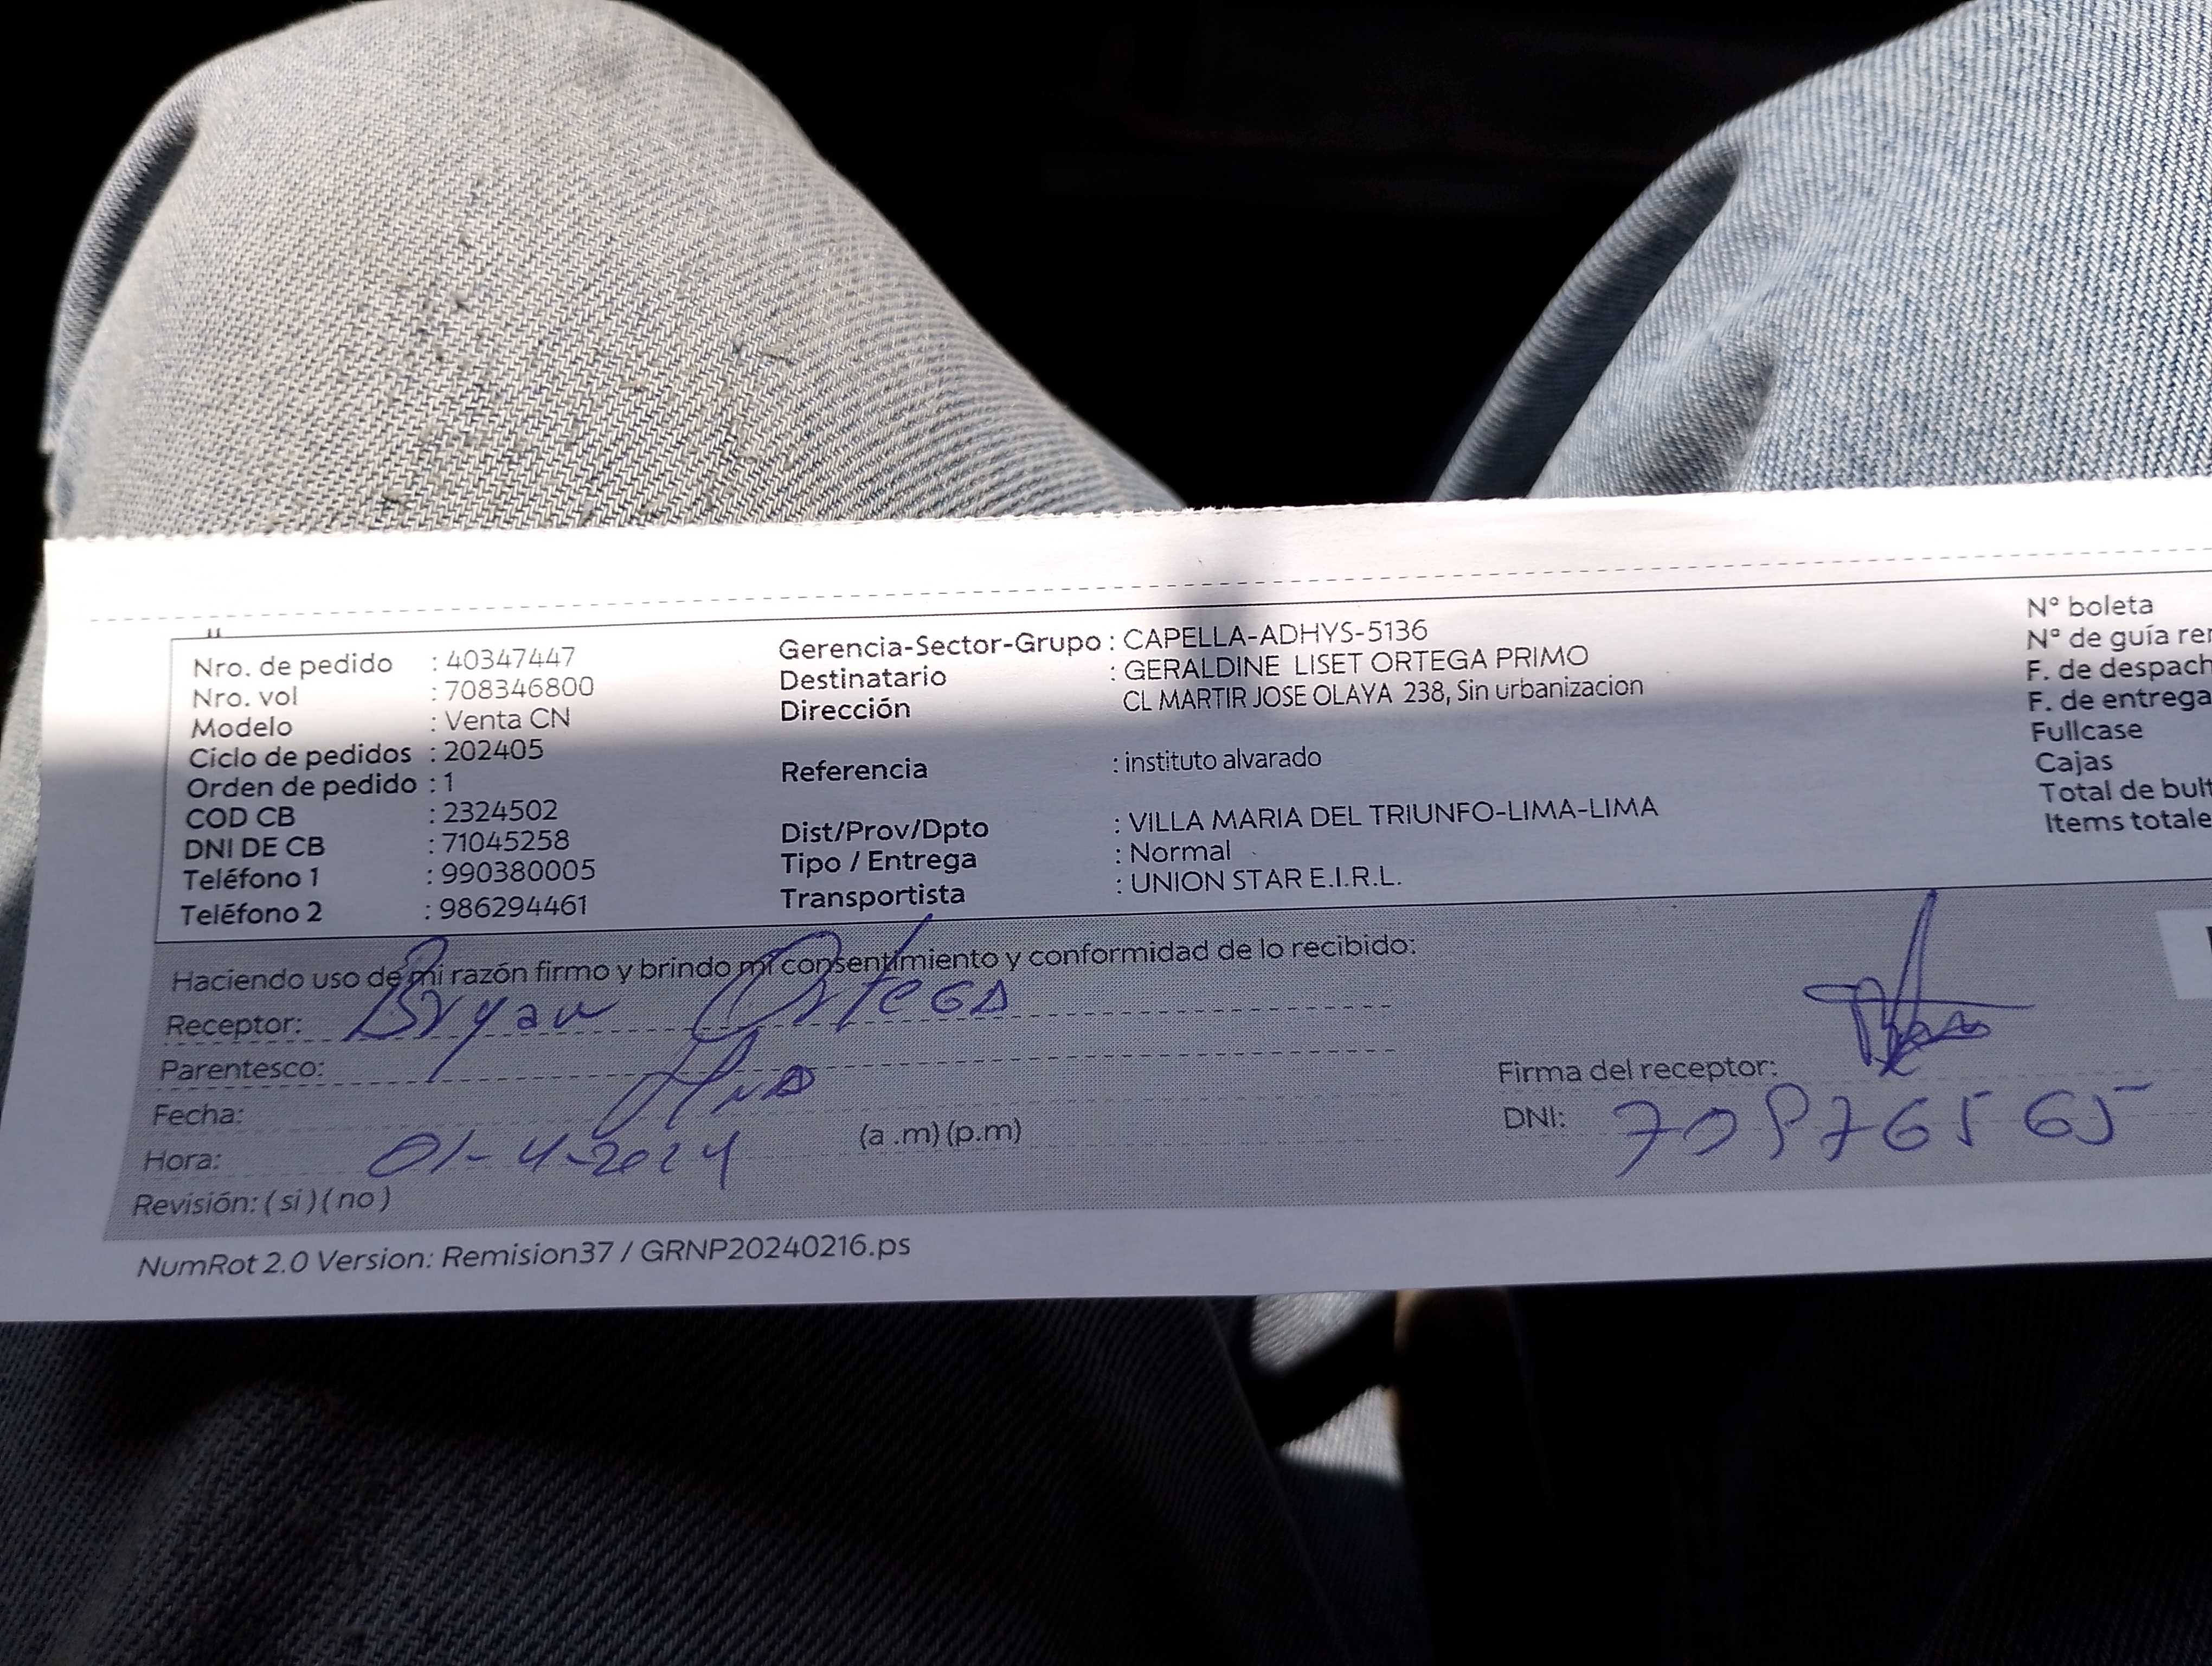 Nro. de pedido : 40347447
Nro. vol : 708346800
Modelo : Venta CN
Ciclo de pedidos : 202405
Orden de pedido : 1
COD CB : 2324502
DNI DE CB : 71045258
Teléfono 1 : 990380005
Teléfono 2 : 986294461
Gerencia-Sector-Grupo : CAPELLA-ADHYS-5136
Destinatario : GERALDINE LISET ORTEGA PRIMO
Dirección CL MARTIR JOSE OLAYA 238, Sin urbanizacion
Referencia : instituto alvarado
Dist/Prov/Dpto : VILLA MARIA DEL TRIUNFO-LIMA-LIMA
Tipo / Entrega : Normal
Transportista : UNION STAR E.I.R.L.
N° boleta
N° de guía rem
F. de despach
F. de entrega
Fullcase
Cajas
Total de bult
Items totale
Haciendo uso de mi razón firmo y brindo mi consentimiento y conformidad de lo recibido:
Receptor: Bryan Ortega
Parentesco:
Fecha:
Hora: 01-4-2024 (a .m) (p.m)
Revisión: ( si ) ( no )
Firma del receptor:
DNI:
NumRot 2.0 Version: Remision37 / GRNP20240216.ps